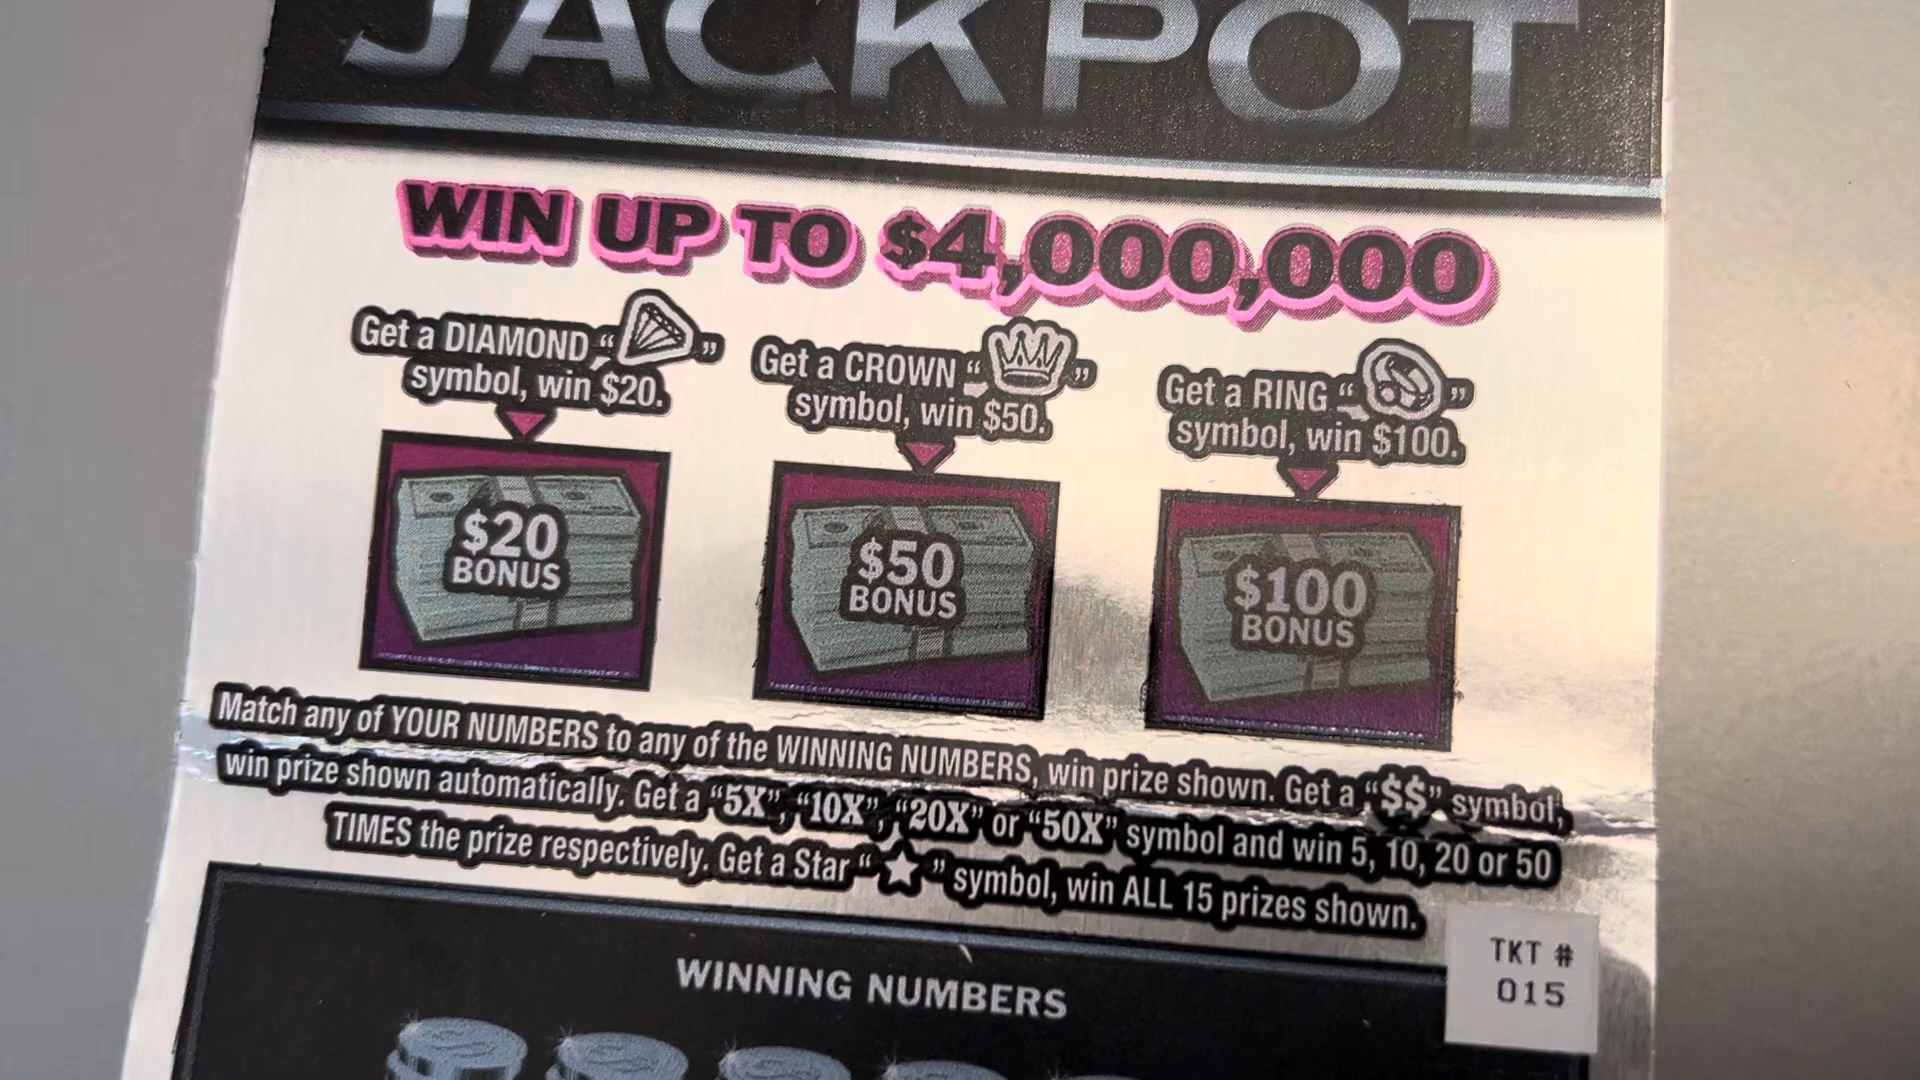 JACKPOT
WIN UP TO $4,000,000
Get a DIAMOND “ ”
symbol, win $20.
Get a CROWN “ ”
symbol, win $50.
Get a RING “ ”
symbol, win $100.
$20
BONUS
$50
BONUS
$100
BONUS
Match any of YOUR NUMBERS to any of the WINNING NUMBERS, win prize shown. Get a “$$” symbol,
win prize shown automatically. Get a “5X”, “10X”, “20X” or “50X” symbol and win 5, 10, 20 or 50
TIMES the prize respectively. Get a Star “★” symbol, win ALL 15 prizes shown.
TKT #
015
WINNING NUMBERS